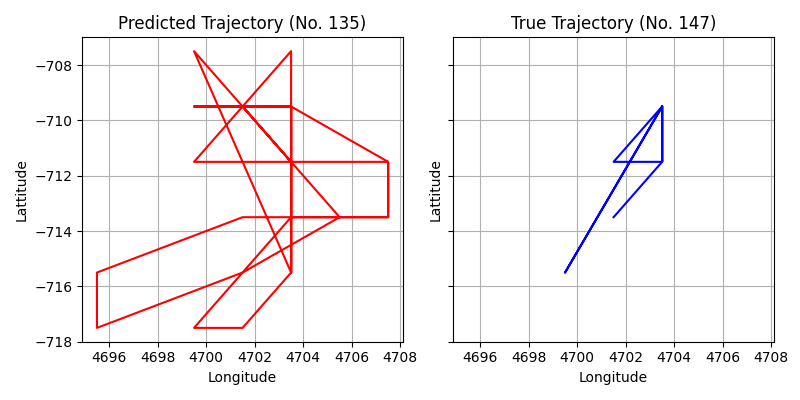 Predicted Trajectory (No. 135)
True Trajectory (No. 147)
Lattitude
−708
−710
−712
−714
−716
−718
4696 4698 4700 4702 4704 4706 4708
Longitude
Lattitude
4696 4698 4700 4702 4704 4706 4708
Longitude